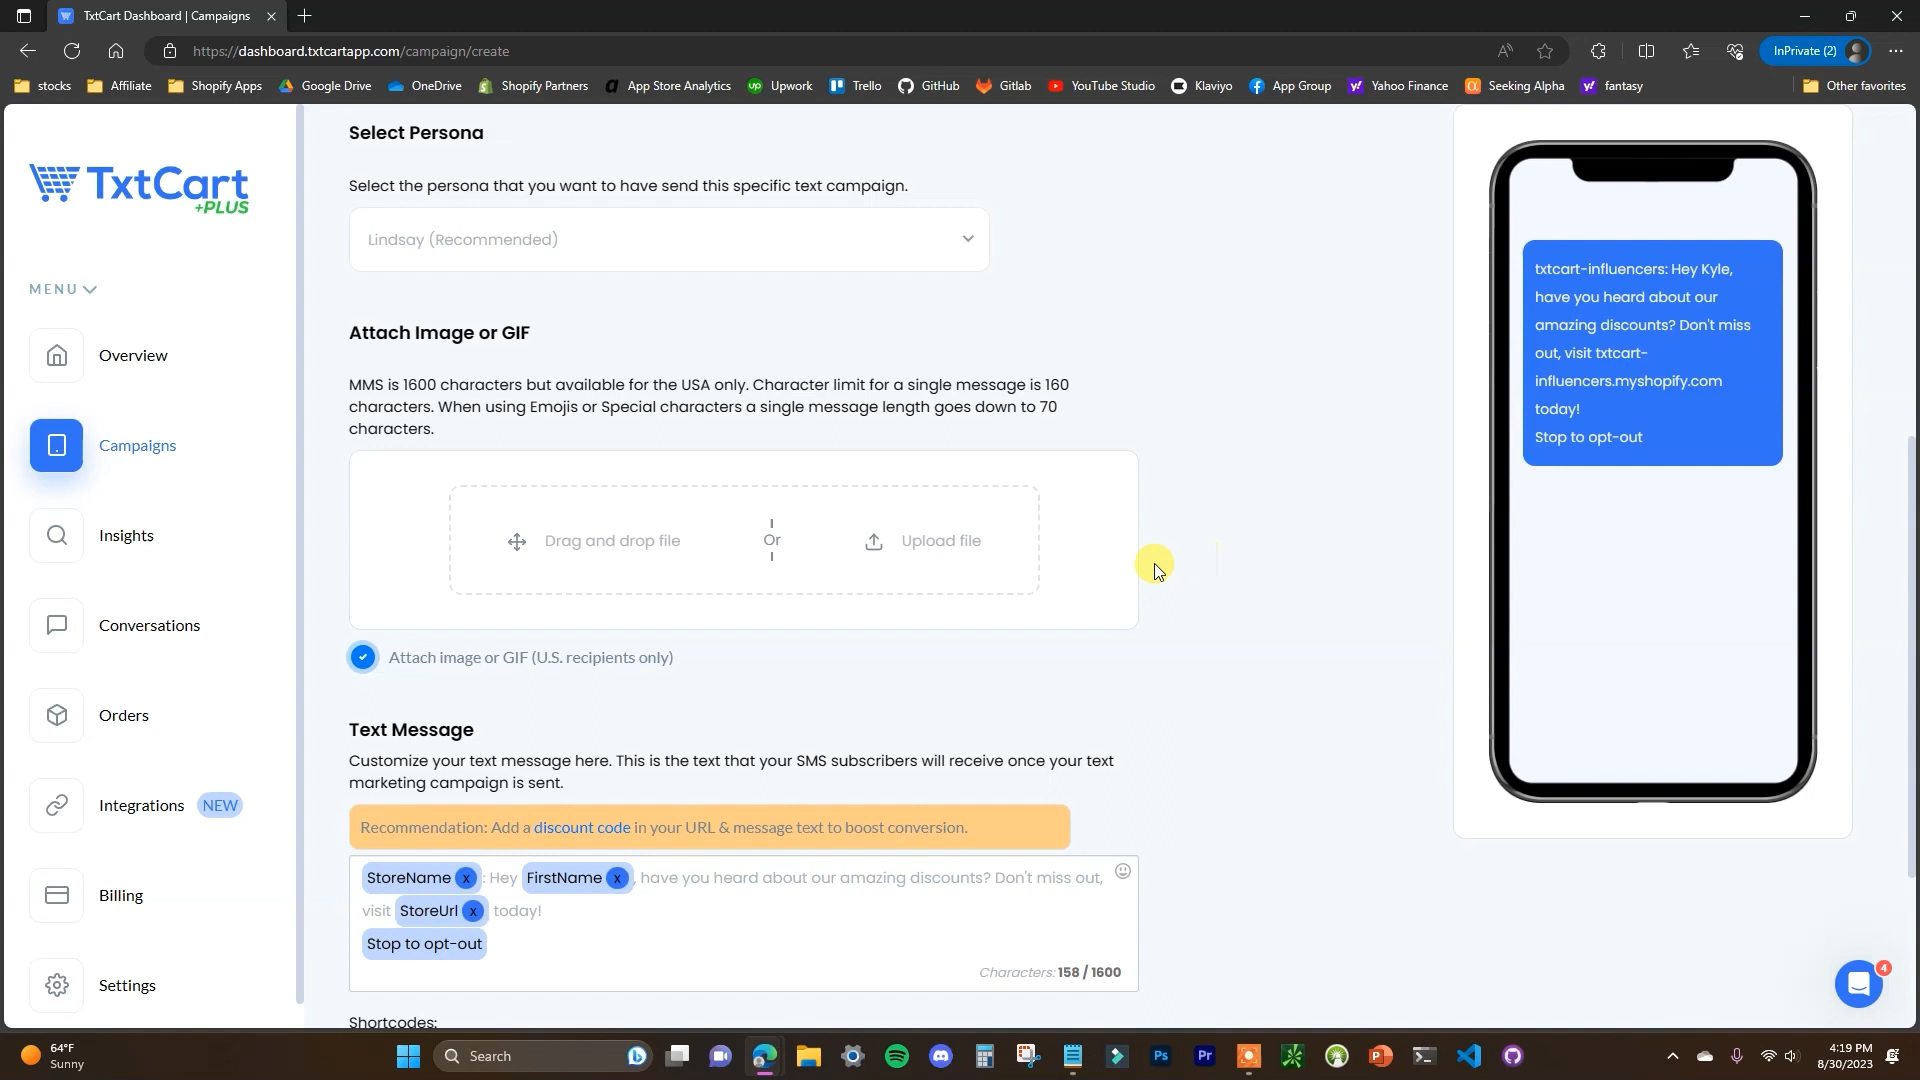 TxtCart Dashboard | Campaigns
https://dashboard.txtcartapp.com/campaign/create
InPrivate (2)
stocks
Affiliate
Shopify Apps
Google Drive
OneDrive
Shopify Partners
App Store Analytics
Upwork
Trello
GitHub
Gitlab
YouTube Studio
Klaviyo
App Group
Yahoo Finance
Seeking Alpha
fantasy
Other favorites
TxtCart
+PLUS
MENU
Overview
Campaigns
Insights
Conversations
Orders
Integrations NEW
Billing
Settings
Select Persona
Select the persona that you want to have send this specific text campaign.
Lindsay (Recommended)
Attach Image or GIF
MMS is 1600 characters but available for the USA only. Character limit for a single message is 160
characters. When using Emojis or Special characters a single message length goes down to 70
characters.
Drag and drop file
Or
Upload file
Attach image or GIF (U.S. recipients only)
Text Message
Customize your text message here. This is the text that your SMS subscribers will receive once your text
marketing campaign is sent.
Recommendation: Add a discount code in your URL & message text to boost conversion.
StoreName x : Hey FirstName x , have you heard about our amazing discounts? Don't miss out,
visit StoreUrl x today!
Stop to opt-out
Characters: 158 / 1600
Shortcodes:
txtcart-influencers: Hey Kyle,
have you heard about our
amazing discounts? Don't miss
out, visit txtcart-
influencers.myshopify.com
today!
Stop to opt-out
4
64°F
Sunny
Search
Ps
Pr
4:19 PM
8/30/2023